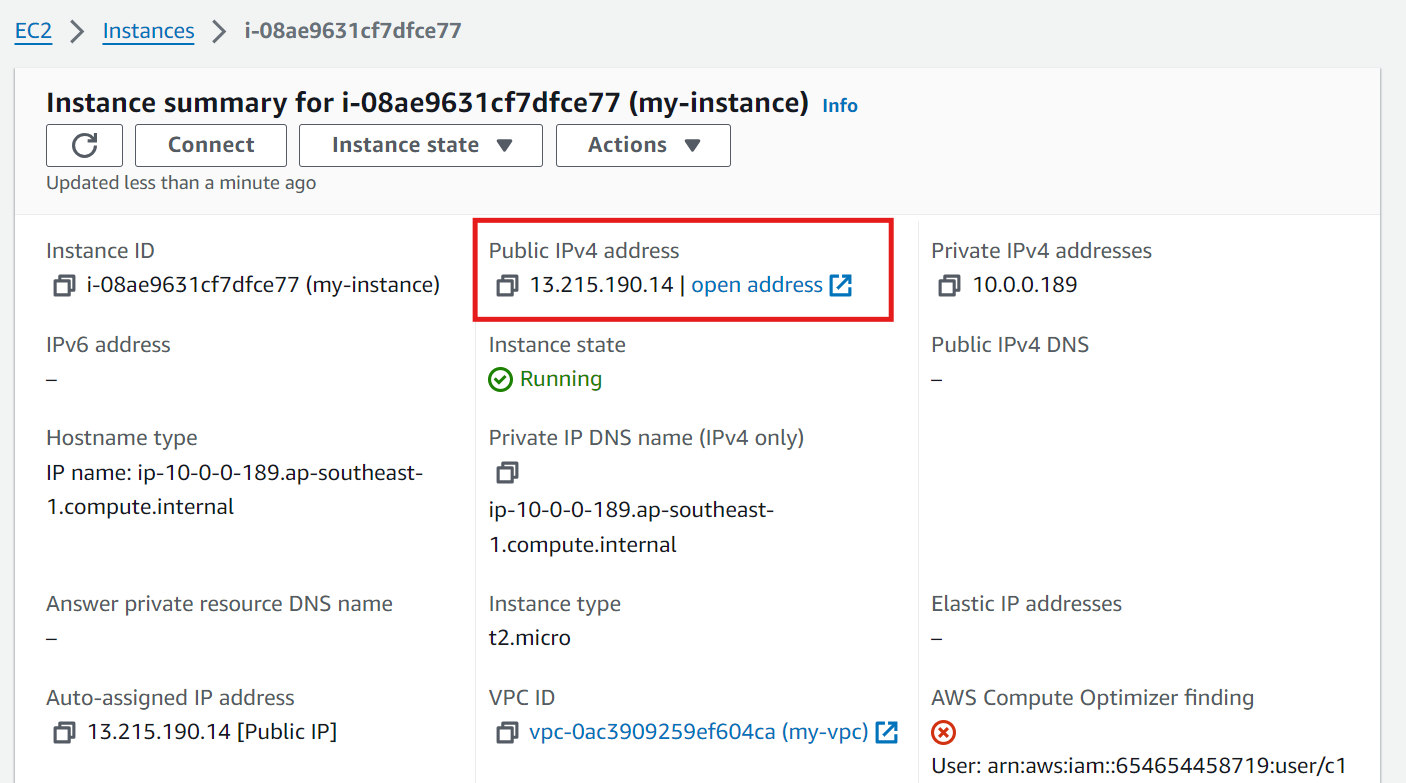 EC2 > Instances > i-08ae9631cf7dfce77
Instance summary for i-08ae9631cf7dfce77 (my-instance) Info
Connect Instance state Actions
Updated less than a minute ago
Instance ID
i-08ae9631cf7dfce77 (my-instance)
Public IPv4 address
13.215.190.14 | open address
Private IPv4 addresses
10.0.0.189
IPv6 address
–
Instance state
Running
Public IPv4 DNS
–
Hostname type
IP name: ip-10-0-0-189.ap-southeast-
1.compute.internal
Private IP DNS name (IPv4 only)
ip-10-0-0-189.ap-southeast-
1.compute.internal
Answer private resource DNS name
–
Instance type
t2.micro
Elastic IP addresses
–
Auto-assigned IP address
13.215.190.14 [Public IP]
VPC ID
vpc-0ac3909259ef604ca (my-vpc)
AWS Compute Optimizer finding
User: arn:aws:iam::654654458719:user/c1